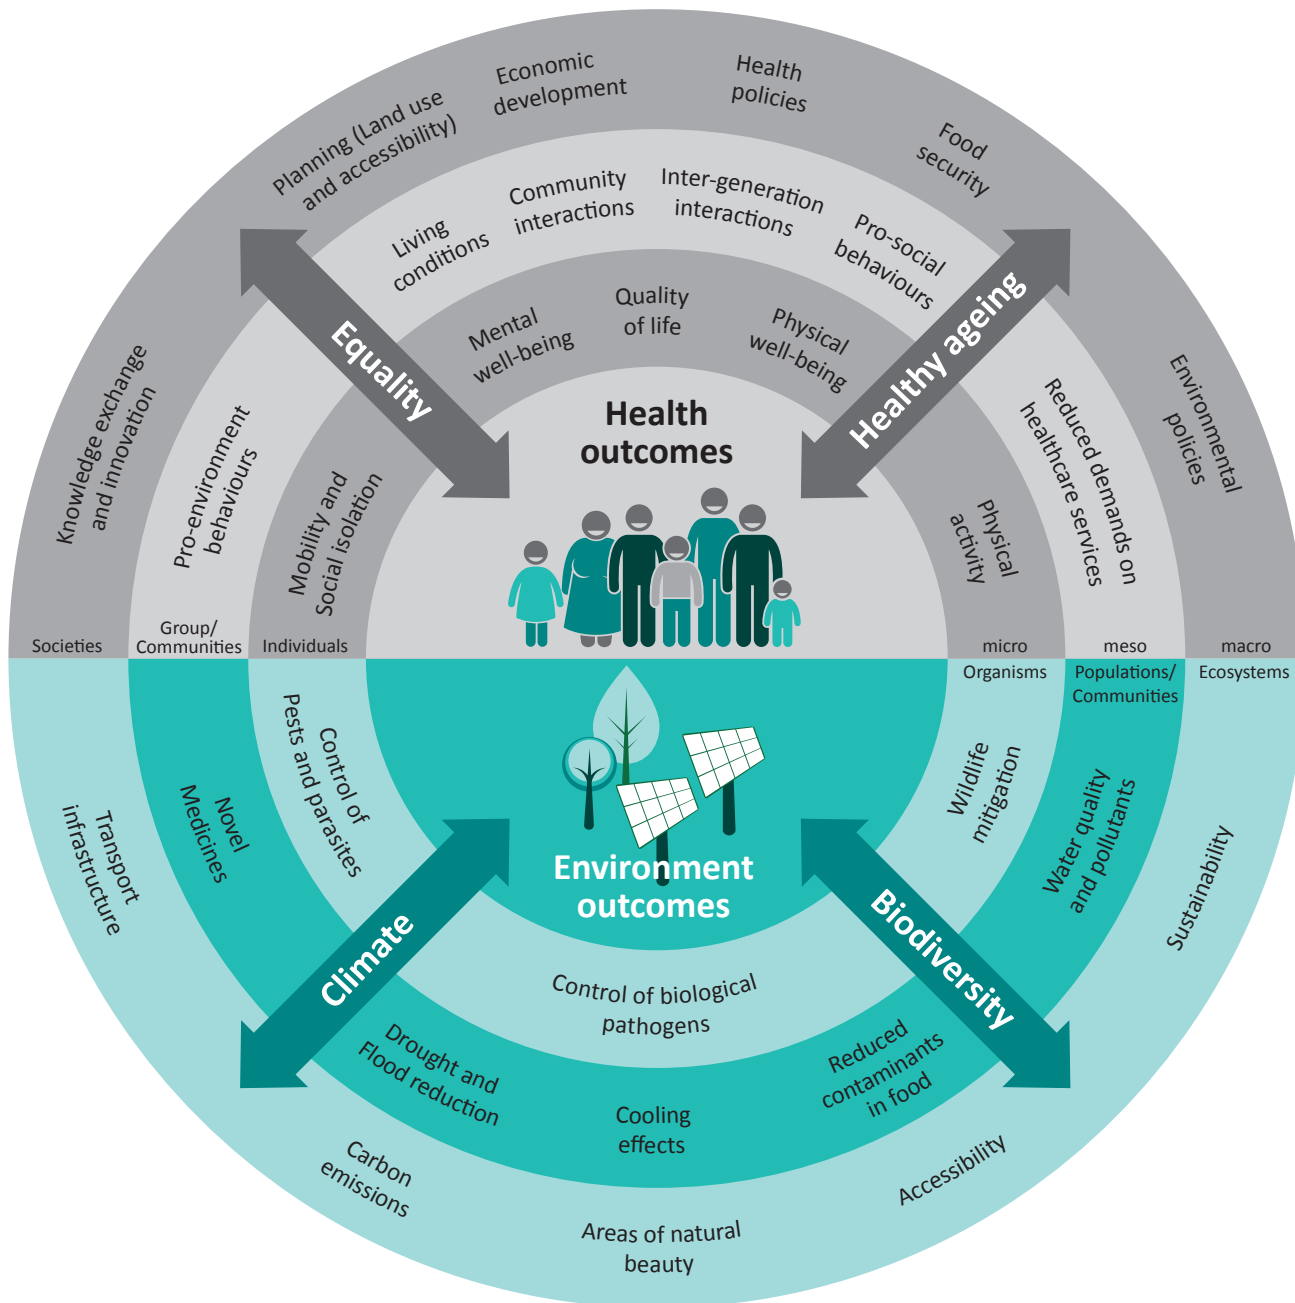 Economic
development
Health
policies
Planning (Land use
and accessibility)
Food
security
Knowledge exchange
and innovation
Environmental
policies
Living
conditions
Community
interactions
Inter-generation
interactions
Pro-social
behaviours
Pro-environment
behaviours
Reduced demands on
healthcare services
Mental
well-being
Quality
of life
Physical
well-being
Mobility and
Social isolation
Physical
activity
Equality
Healthy ageing
Health
outcomes
Societies
Group/
Communities
Individuals
micro
meso
macro
Organisms
Populations/
Communities
Ecosystems
Control of
Pests and parasites
Wildlife
mitigation
Novel
Medicines
Water quality
and pollutants
Transport
infrastructure
Sustainability
Environment
outcomes
Climate
Biodiversity
Control of biological
pathogens
Drought and
Flood reduction
Cooling
effects
Reduced
contaminants
in food
Carbon
emissions
Areas of natural
beauty
Accessibility